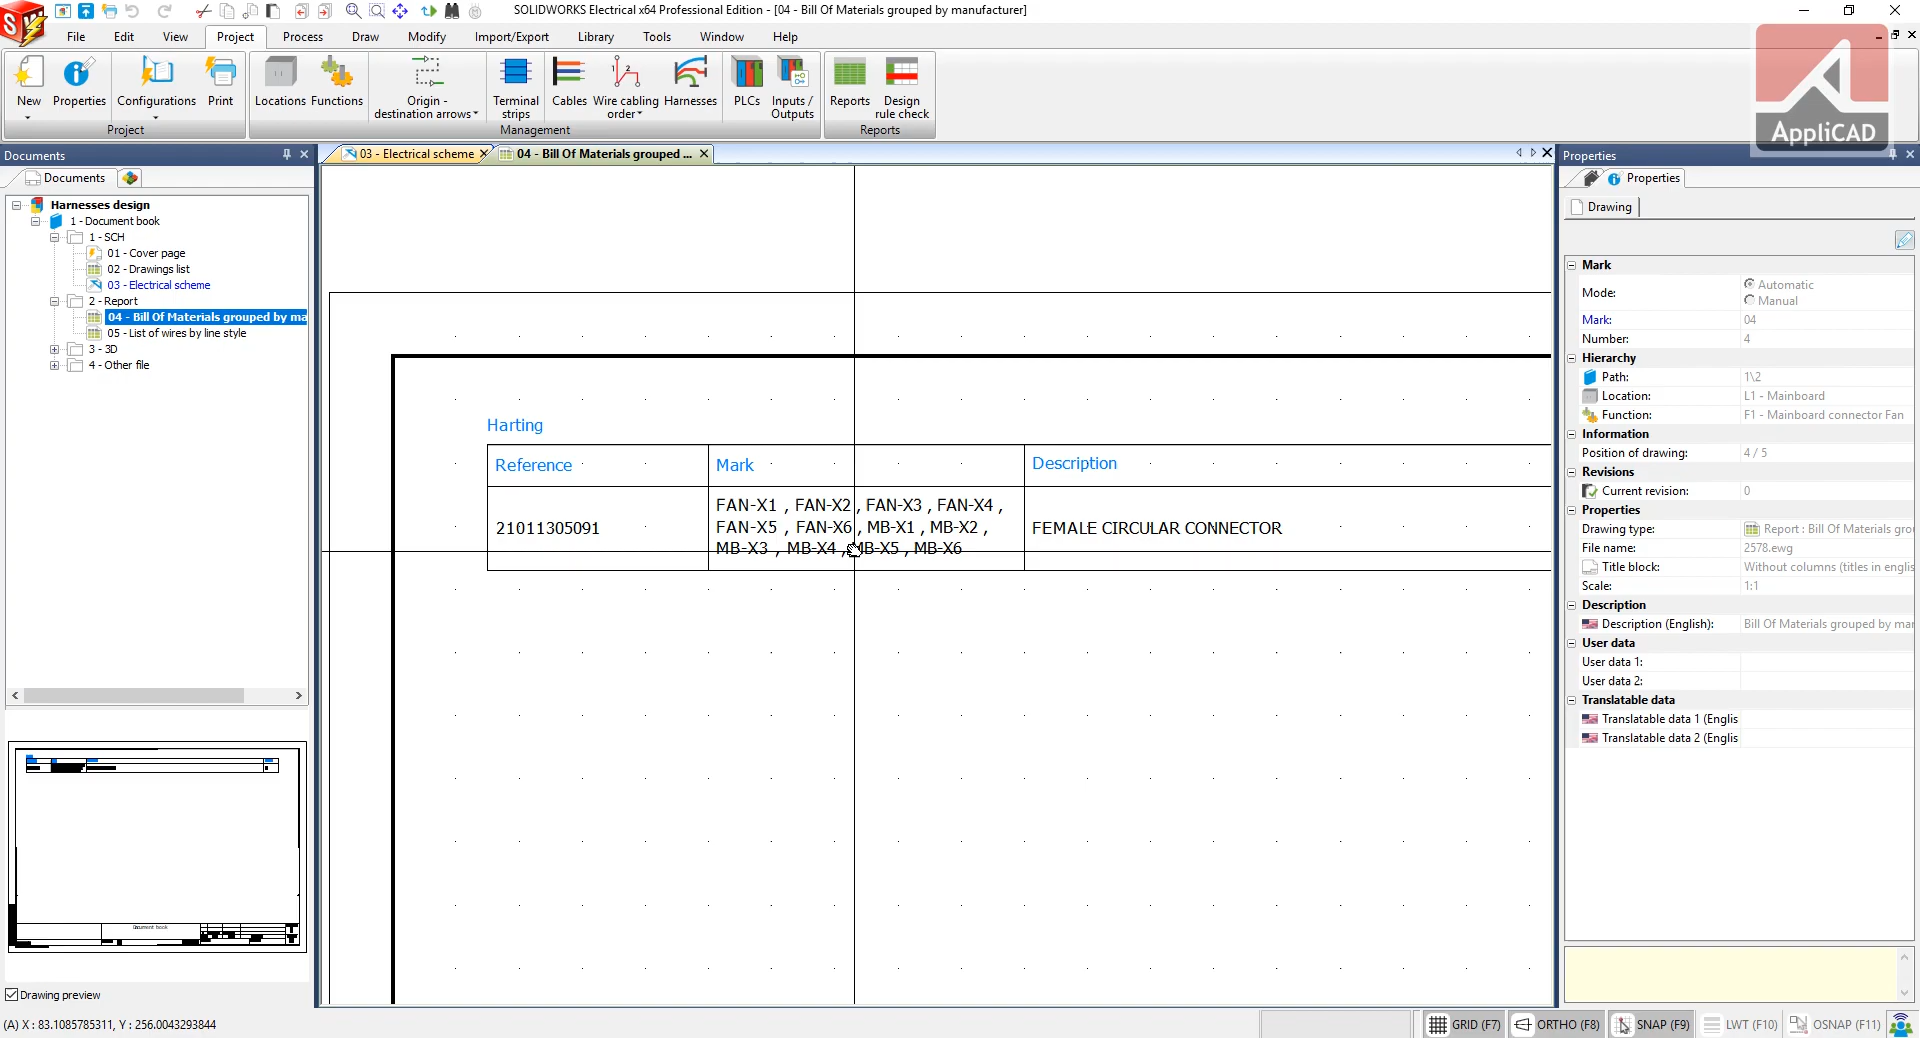 SOLIDWORKS Electrical x64 Professional Edition - [04 - Bill Of Materials grouped by manufacturer]
File Edit View Project Process Draw Modify Import/Export Library Tools Window Help
New Properties Configurations Print
Project
Locations Functions Origin - destination arrows Terminal strips Cables Wire cabling order Harnesses PLCs Inputs / Outputs
Management
Reports Design rule check
Reports
AppliCAD
Documents
Documents
Harnesses design
1 - Document book
1 - SCH
01 - Cover page
02 - Drawings list
03 - Electrical scheme
2 - Report
04 - Bill Of Materials grouped by ma
05 - List of wires by line style
3 - 3D
4 - Other file
Document book
Drawing preview
(A) X : 83.1085785311, Y : 256.0043293844
03 - Electrical scheme
04 - Bill Of Materials grouped ...
Harting
Reference Mark Description
21011305091
FAN-X1 , FAN-X2 , FAN-X3 , FAN-X4 ,
FAN-X5 , FAN-X6 , MB-X1 , MB-X2 ,
MB-X3 , MB-X4 , MB-X5 , MB-X6
FEMALE CIRCULAR CONNECTOR
Properties
Properties
Drawing
Mark
Mode: Automatic
Manual
Mark: 04
Number: 4
Hierarchy
Path: 1\2
Location: L1 - Mainboard
Function: F1 - Mainboard connector Fan
Information
Position of drawing: 4 / 5
Revisions
Current revision: 0
Properties
Drawing type: Report : Bill Of Materials gro
File name: 2578.ewg
Title block: Without columns (titles in englis
Scale: 1:1
Description
Description (English): Bill Of Materials grouped by mar
User data
User data 1:
User data 2:
Translatable data
Translatable data 1 (Englis
Translatable data 2 (Englis
GRID (F7) ORTHO (F8) SNAP (F9) LWT (F10) OSNAP (F11)